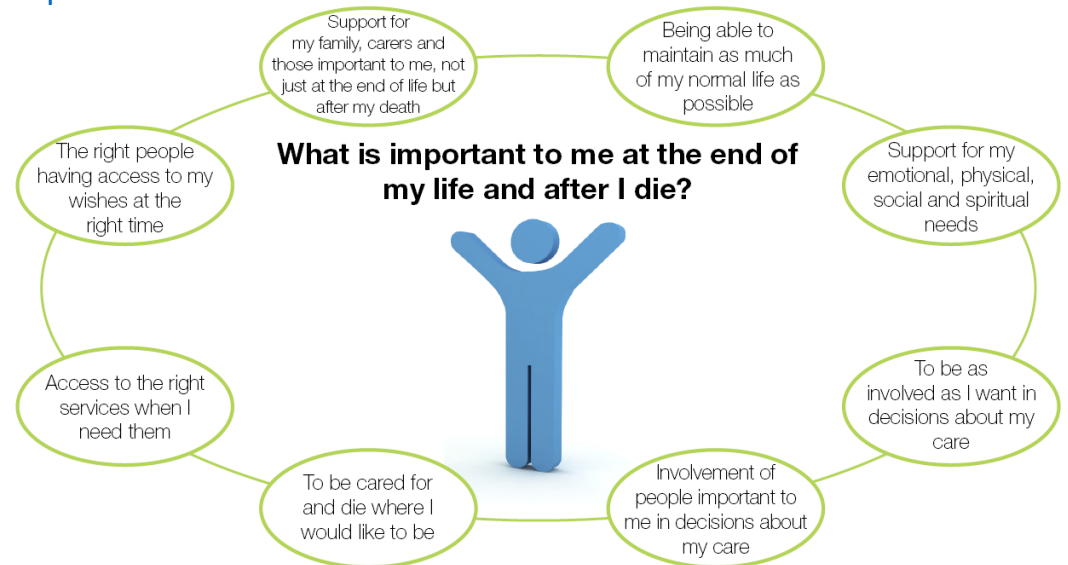 What is important to me at the end of
my life and after I die?
Support for
my family, carers and
those important to me, not
just at the end of life but
after my death
Being able to
maintain as much
of my normal life as
possible
Support for my
emotional, physical,
social and spiritual
needs
To be as
involved as I want in
decisions about my
care
Involvement of
people important to
me in decisions about
my care
To be cared for
and die where I
would like to be
Access to the right
services when I
need them
The right people
having access to my
wishes at the
right time